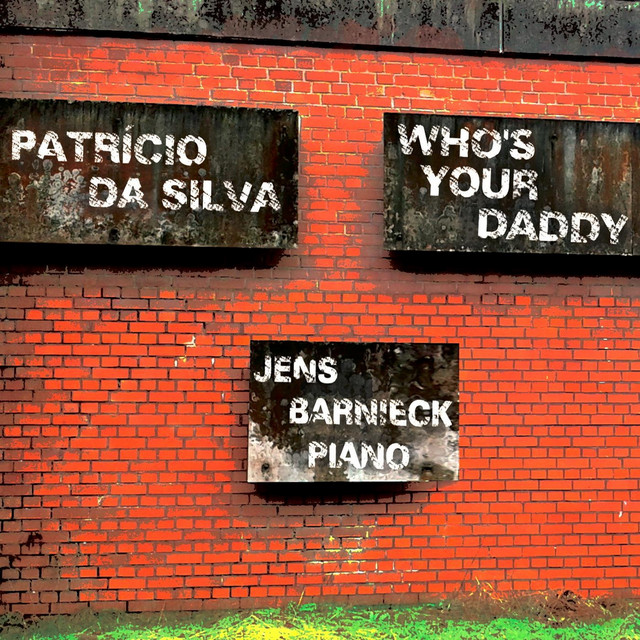 PATRÍCIO
DA SILVA
WHO'S
YOUR
DADDY
JENS
BARNIECK
PIANO